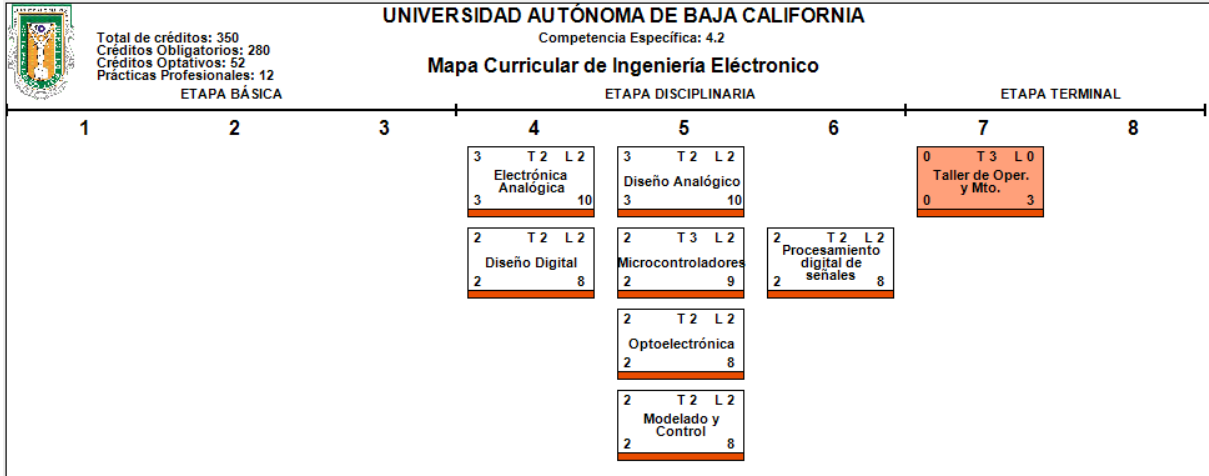 UNIVERSIDAD AUTÓNOMA DE BAJA CALIFORNIA
Competencia Específica: 4.2
Mapa Curricular de Ingeniería Eléctronico
Total de créditos: 350
Créditos Obligatorios: 280
Créditos Optativos: 52
Prácticas Profesionales: 12
ETAPA BÁSICA ETAPA DISCIPLINARIA ETAPA TERMINAL
1 2 3 4 5 6 7 8
3 T 2 L 2
Electrónica
Analógica
3 10
3 T 2 L 2
Diseño Analógico
3 10
0 T 3 L 0
Taller de Oper.
y Mto.
0 3
2 T 2 L 2
Diseño Digital
2 8
2 T 3 L 2
Microcontroladores
2 9
2 T 2 L 2
Procesamiento
digital de
señales
2 8
2 T 2 L 2
Optoelectrónica
2 8
2 T 2 L 2
Modelado y
Control
2 8